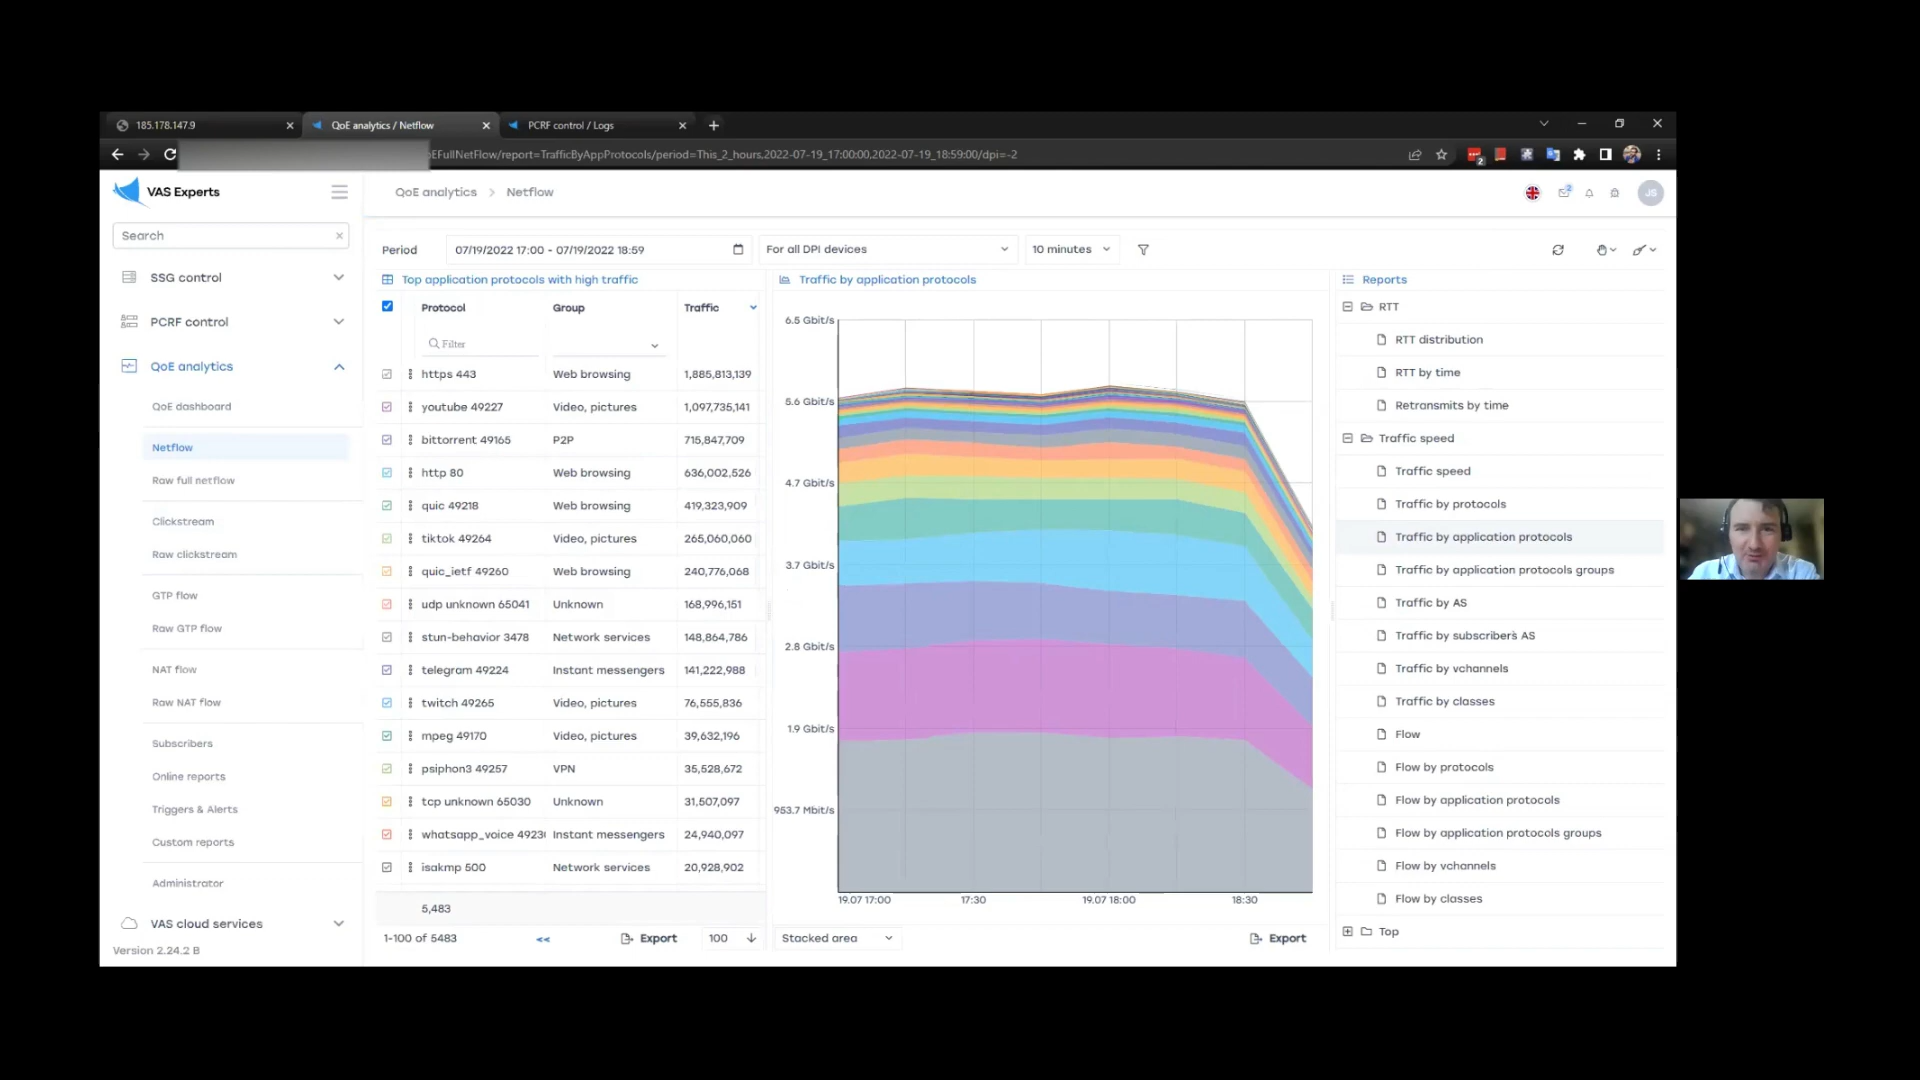 185.178.147.9
QoE analytics / Netflow
PCRF control / Logs
EFullNetFlow/report=TrafficByAppProtocols/period=This_2_hours,2022-07-19_17:00:00,2022-07-19_18:59:00/dpi=-2
2
VAS Experts
QoE analytics > Netflow
2
JS
Search
SSG control
PCRF control
QoE analytics
QoE dashboard
Netflow
Raw full netflow
Clickstream
Raw clickstream
GTP flow
Raw GTP flow
NAT flow
Raw NAT flow
Subscribers
Online reports
Triggers & Alerts
Custom reports
Administrator
VAS cloud services
Version 2.24.2 B
Period
07/19/2022 17:00 - 07/19/2022 18:59
For all DPI devices
10 minutes
Top application protocols with high traffic
Protocol Group Traffic
Filter
https 443 Web browsing 1,885,813,139
youtube 49227 Video, pictures 1,097,735,141
bittorrent 49165 P2P 715,847,709
http 80 Web browsing 636,002,526
quic 49218 Web browsing 419,323,909
tiktok 49264 Video, pictures 265,060,060
quic_ietf 49260 Web browsing 240,776,068
udp unknown 65041 Unknown 168,996,151
stun-behavior 3478 Network services 148,864,786
telegram 49224 Instant messengers 141,222,988
twitch 49265 Video, pictures 76,555,836
mpeg 49170 Video, pictures 39,632,196
psiphon3 49257 VPN 35,528,672
tcp unknown 65030 Unknown 31,507,097
whatsapp_voice 4923 Instant messengers 24,940,097
isakmp 500 Network services 20,928,902
5,483
1-100 of 5483
<<
Export
100
Traffic by application protocols
6.5 Gbit/s
5.6 Gbit/s
4.7 Gbit/s
3.7 Gbit/s
2.8 Gbit/s
1.9 Gbit/s
953.7 Mbit/s
19.07 17:00 17:30 19.07 18:00 18:30
Stacked area
Export
Reports
RTT
RTT distribution
RTT by time
Retransmits by time
Traffic speed
Traffic speed
Traffic by protocols
Traffic by application protocols
Traffic by application protocols groups
Traffic by AS
Traffic by subscribers AS
Traffic by vchannels
Traffic by classes
Flow
Flow by protocols
Flow by application protocols
Flow by application protocols groups
Flow by vchannels
Flow by classes
Top